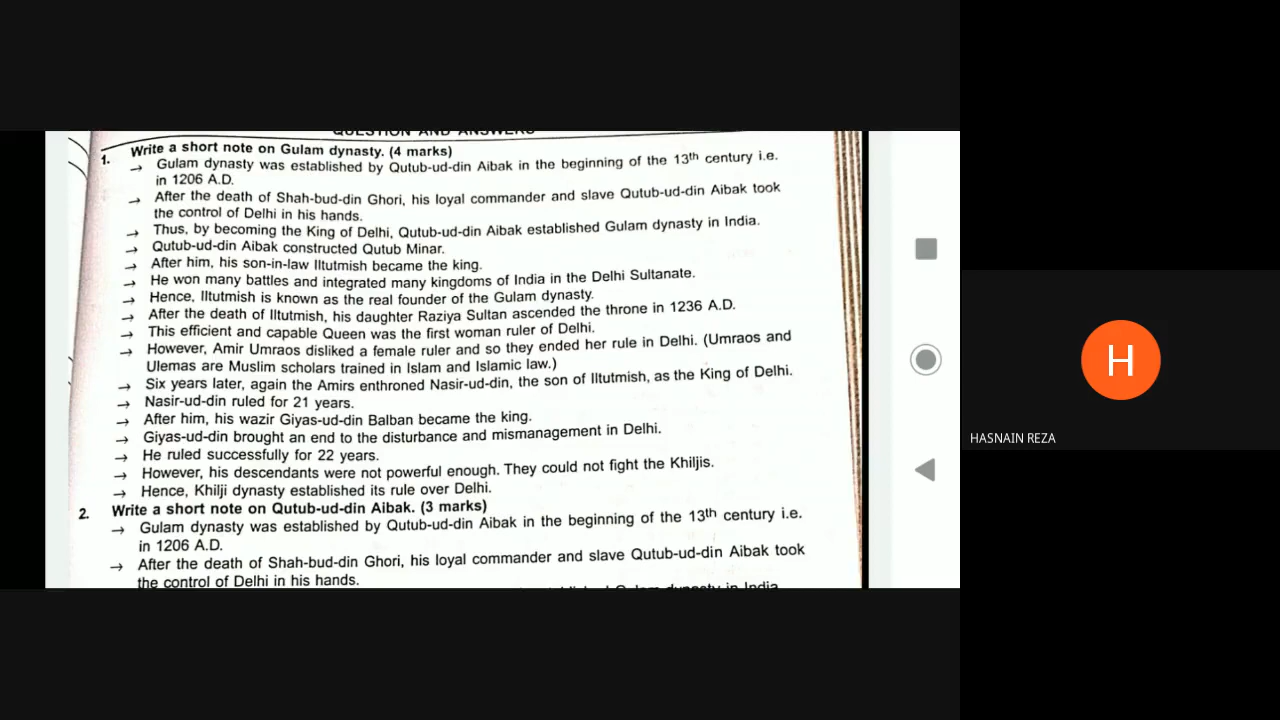 QUESTION AND ANSWERS
1. Write a short note on Gulam dynasty. (4 marks)
→ Gulam dynasty was established by Qutub-ud-din Aibak in the beginning of the 13th century i.e.
in 1206 A.D.
→ After the death of Shah-bud-din Ghori, his loyal commander and slave Qutub-ud-din Aibak took
the control of Delhi in his hands.
→ Thus, by becoming the King of Delhi, Qutub-ud-din Aibak established Gulam dynasty in India.
→ Qutub-ud-din Aibak constructed Qutub Minar.
→ After him, his son-in-law Iltutmish became the king.
→ He won many battles and integrated many kingdoms of India in the Delhi Sultanate.
→ Hence, Iltutmish is known as the real founder of the Gulam dynasty.
→ After the death of Iltutmish, his daughter Raziya Sultan ascended the throne in 1236 A.D.
→ This efficient and capable Queen was the first woman ruler of Delhi.
→ However, Amir Umraos disliked a female ruler and so they ended her rule in Delhi. (Umraos and
Ulemas are Muslim scholars trained in Islam and Islamic law.)
→ Six years later, again the Amirs enthroned Nasir-ud-din, the son of Iltutmish, as the King of Delhi.
→ Nasir-ud-din ruled for 21 years.
→ After him, his wazir Giyas-ud-din Balban became the king.
→ Giyas-ud-din brought an end to the disturbance and mismanagement in Delhi.
→ He ruled successfully for 22 years.
→ However, his descendants were not powerful enough. They could not fight the Khiljis.
→ Hence, Khilji dynasty established its rule over Delhi.
2. Write a short note on Qutub-ud-din Aibak. (3 marks)
→ Gulam dynasty was established by Qutub-ud-din Aibak in the beginning of the 13th century i.e.
in 1206 A.D.
→ After the death of Shah-bud-din Ghori, his loyal commander and slave Qutub-ud-din Aibak took
the control of Delhi in his hands.
Gulam dynasty in India
H
HASNAIN REZA